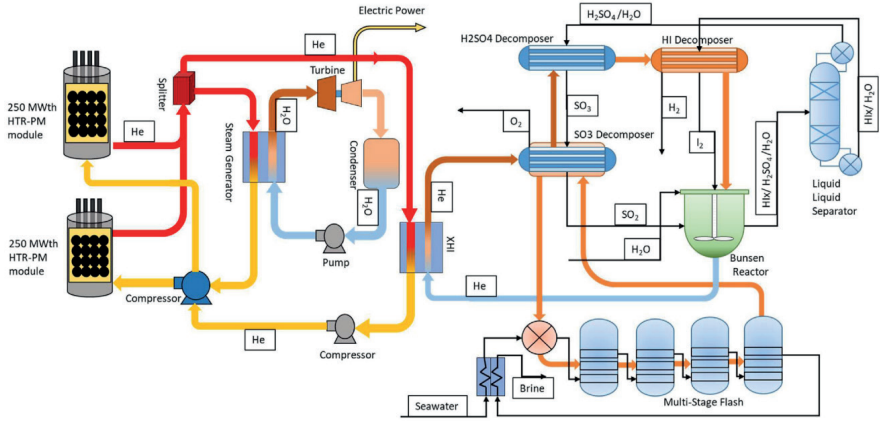 Electric Power
He
Turbine
250 MWth
HTR-PM
module
He
Splitter
Steam Generator
H₂O
Condenser
H₂O
Pump
250 MWth
HTR-PM
module
Compressor
He
Compressor
IHX
He
He
H₂SO₄/H₂O
H2SO4 Decomposer
HI Decomposer
SO₃
O₂
SO3 Decomposer
H₂
I₂
HIx/H₂SO₄/H₂O
HIx/H₂O
Liquid
Liquid
Separator
SO₂
H₂O
Bunsen
Reactor
Brine
Seawater
Multi-Stage Flash